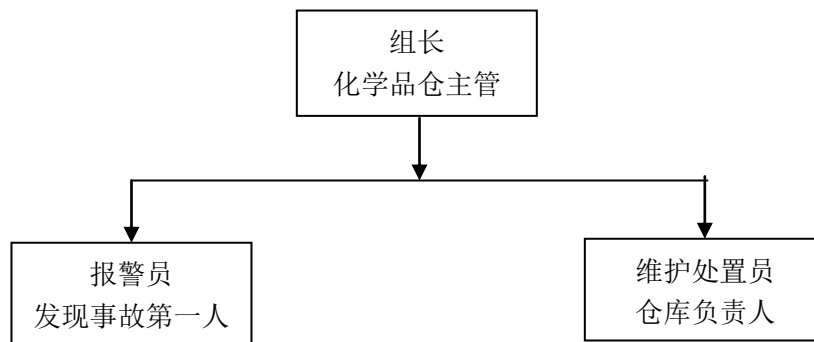 组长
化学品仓主管
报警员
发现事故第一人
维护处置员
仓库负责人